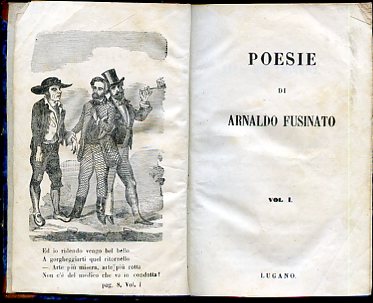 Ed io ridendo vengo bel bello
A gorgheggiarti quel ritornello
— Arte più misera, arte più rotta
Non c'è del medico che va in condotta!
pag. 8, Vol. I
POESIE
DI
ARNALDO FUSINATO
VOL I.
LUGANO.